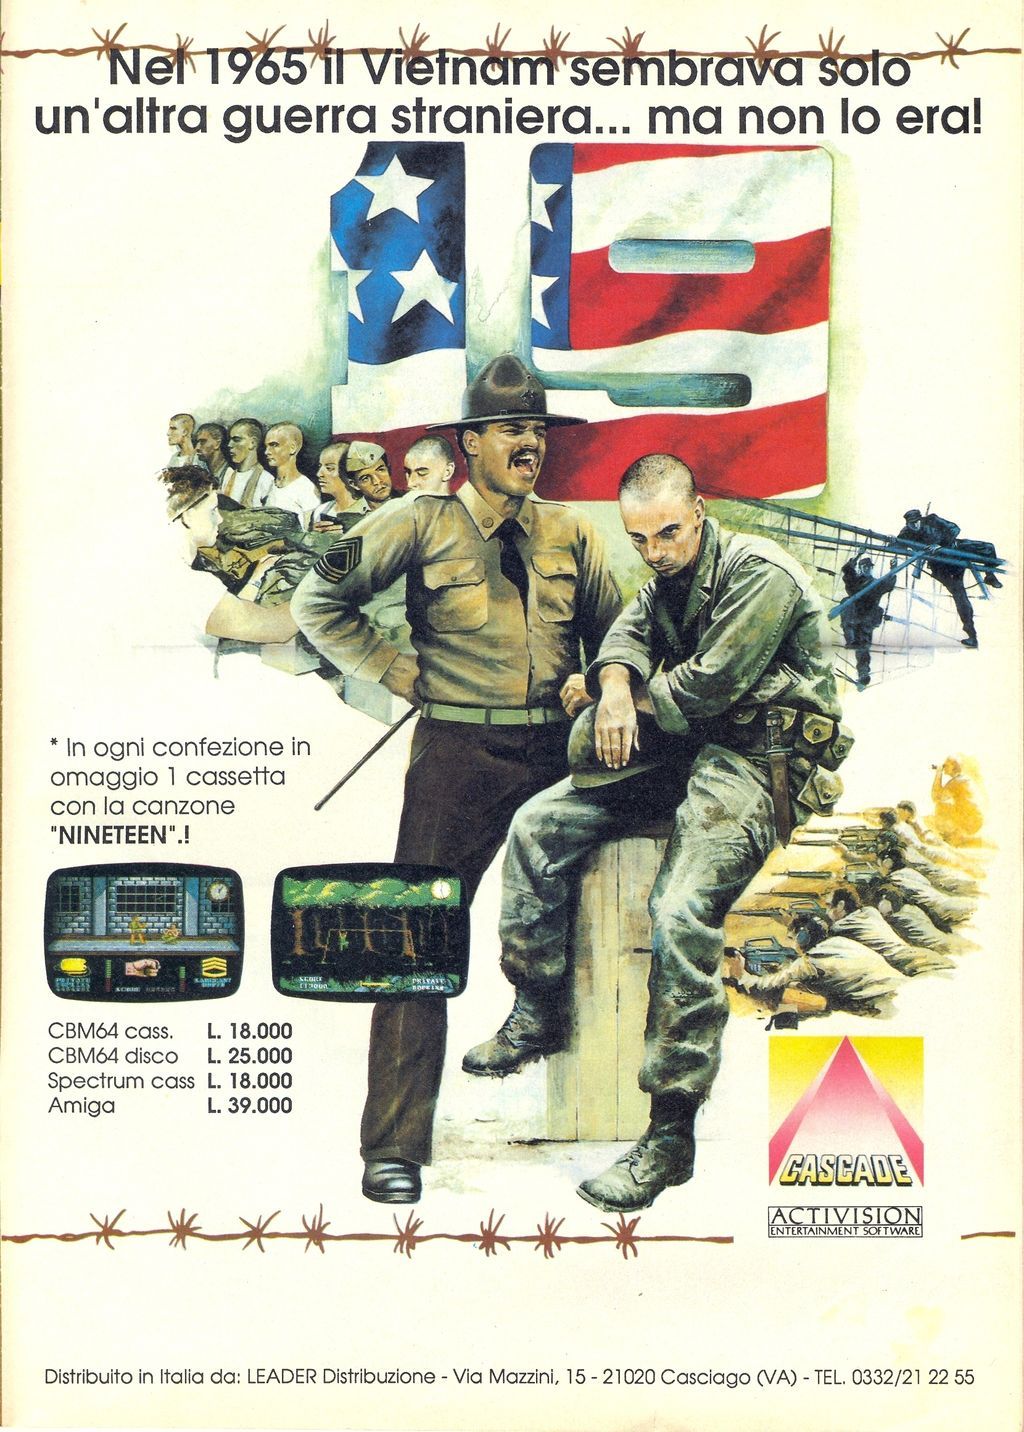 Nel 1965 il Vietnam sembrava solo
un'altra guerra straniera... ma non lo era!
19
* In ogni confezione in
omaggio 1 cassetta
con la canzone
"NINETEEN".!
SCORE
PRIVATE
CBM64 cass. L. 18.000
CBM64 disco L. 25.000
Spectrum cass L. 18.000
Amiga L. 39.000
CASCADE
ACTIVISION
ENTERTAINMENT SOFTWARE
Distribuito in Italia da: LEADER Distribuzione - Via Mazzini, 15 - 21020 Casciago (VA) - TEL. 0332/21 22 55